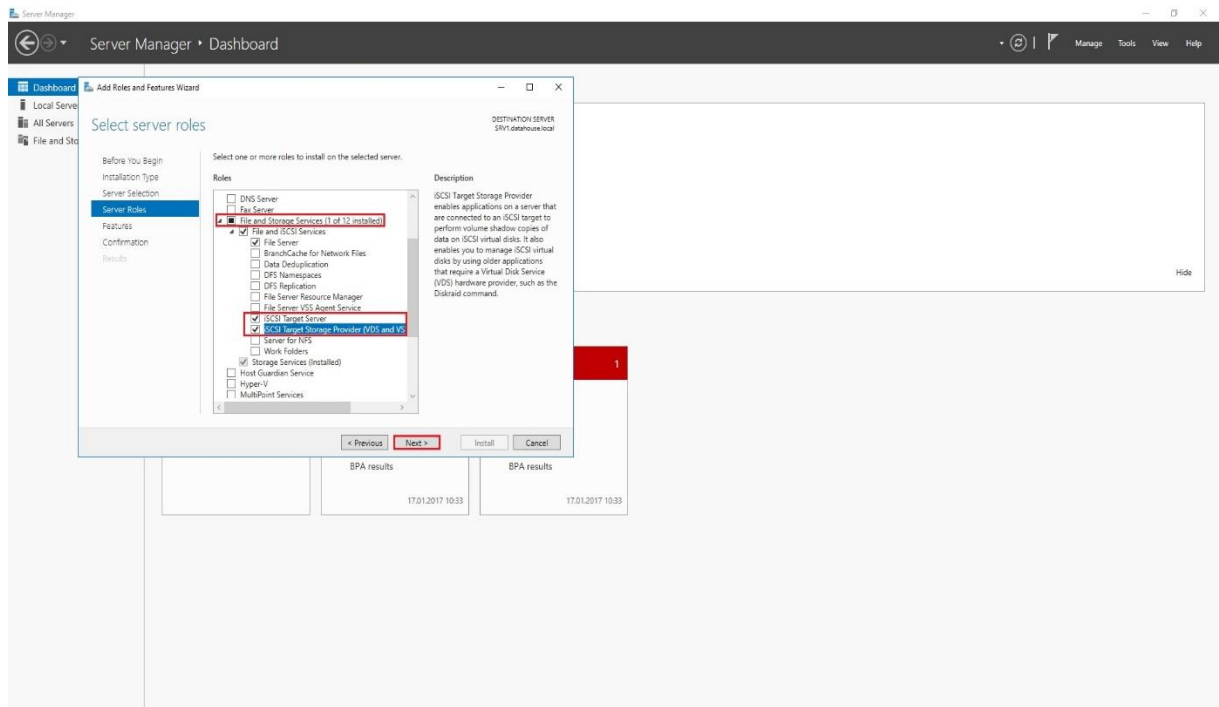 Server Manager
Server Manager • Dashboard
Manage Tools View Help
Dashboard
Local Serve
All Servers
File and Sto
Add Roles and Features Wizard
Select server roles
DESTINATION SERVER
SRV1.datahouse.local
Before You Begin
Installation Type
Server Selection
Server Roles
Features
Confirmation
Results
Select one or more roles to install on the selected server.
Roles
DNS Server
Fax Server
File and Storage Services (1 of 12 installed)
File and iSCSI Services
File Server
BranchCache for Network Files
Data Deduplication
DFS Namespaces
DFS Replication
File Server Resource Manager
File Server VSS Agent Service
iSCSI Target Server
iSCSI Target Storage Provider (VDS and VS
Server for NFS
Work Folders
Storage Services (Installed)
Host Guardian Service
Hyper-V
MultiPoint Services
Description
iSCSI Target Storage Provider
enables applications on a server that
are connected to an iSCSI target to
perform volume shadow copies of
data on iSCSI virtual disks. It also
enables you to manage iSCSI virtual
disks by using older applications
that require a Virtual Disk Service
(VDS) hardware provider, such as the
Diskraid command.
< Previous Next > Install Cancel
Hide
1
BPA results
17.01.2017 10:33
BPA results
17.01.2017 10:33